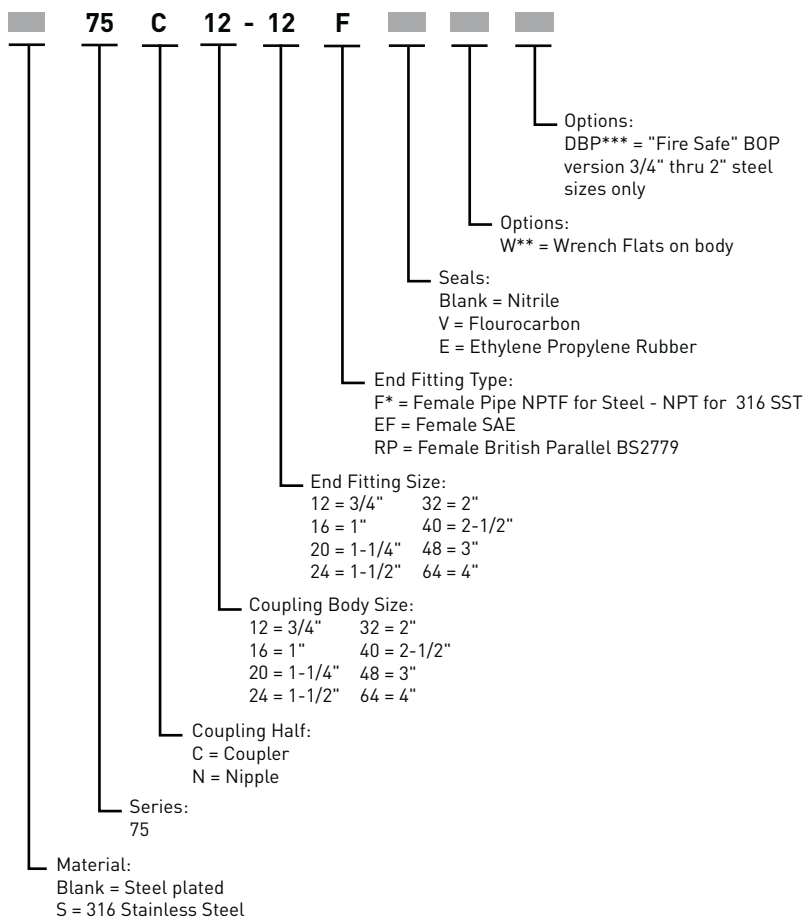 75 C 12 - 12 F
Options:
DBP*** = "Fire Safe" BOP
version 3/4" thru 2" steel
sizes only
Options:
W** = Wrench Flats on body
Seals:
Blank = Nitrile
V = Flourocarbon
E = Ethylene Propylene Rubber
End Fitting Type:
F* = Female Pipe NPTF for Steel - NPT for 316 SST
EF = Female SAE
RP = Female British Parallel BS2779
End Fitting Size:
12 = 3/4" 32 = 2"
16 = 1" 40 = 2-1/2"
20 = 1-1/4" 48 = 3"
24 = 1-1/2" 64 = 4"
Coupling Body Size:
12 = 3/4" 32 = 2"
16 = 1" 40 = 2-1/2"
20 = 1-1/4" 48 = 3"
24 = 1-1/2" 64 = 4"
Coupling Half:
C = Coupler
N = Nipple
Series:
75
Material:
Blank = Steel plated
S = 316 Stainless Steel